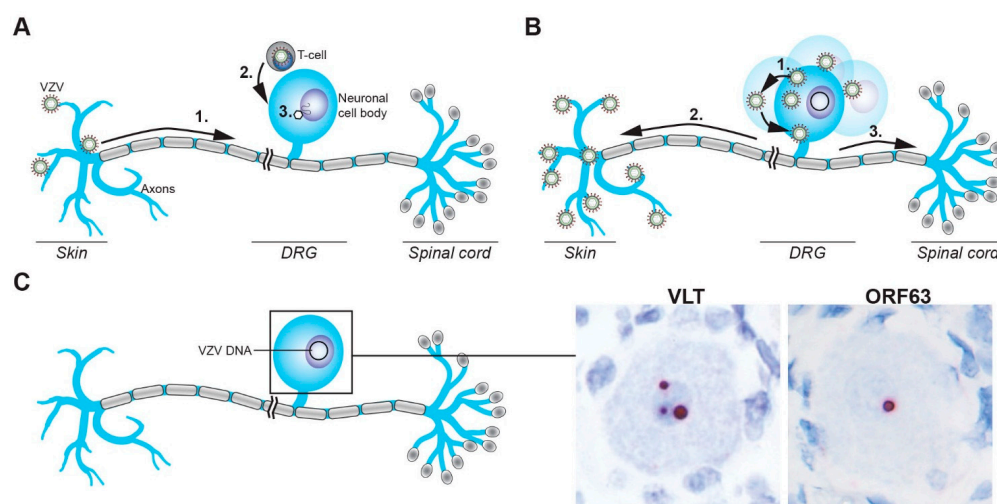 A
VZV
1.
2.
T-cell
3.
Neuronal
cell body
Axons
Skin
DRG
Spinal cord
B
1.
2.
3.
Skin
DRG
Spinal cord
C
VZV DNA
VLT
ORF63